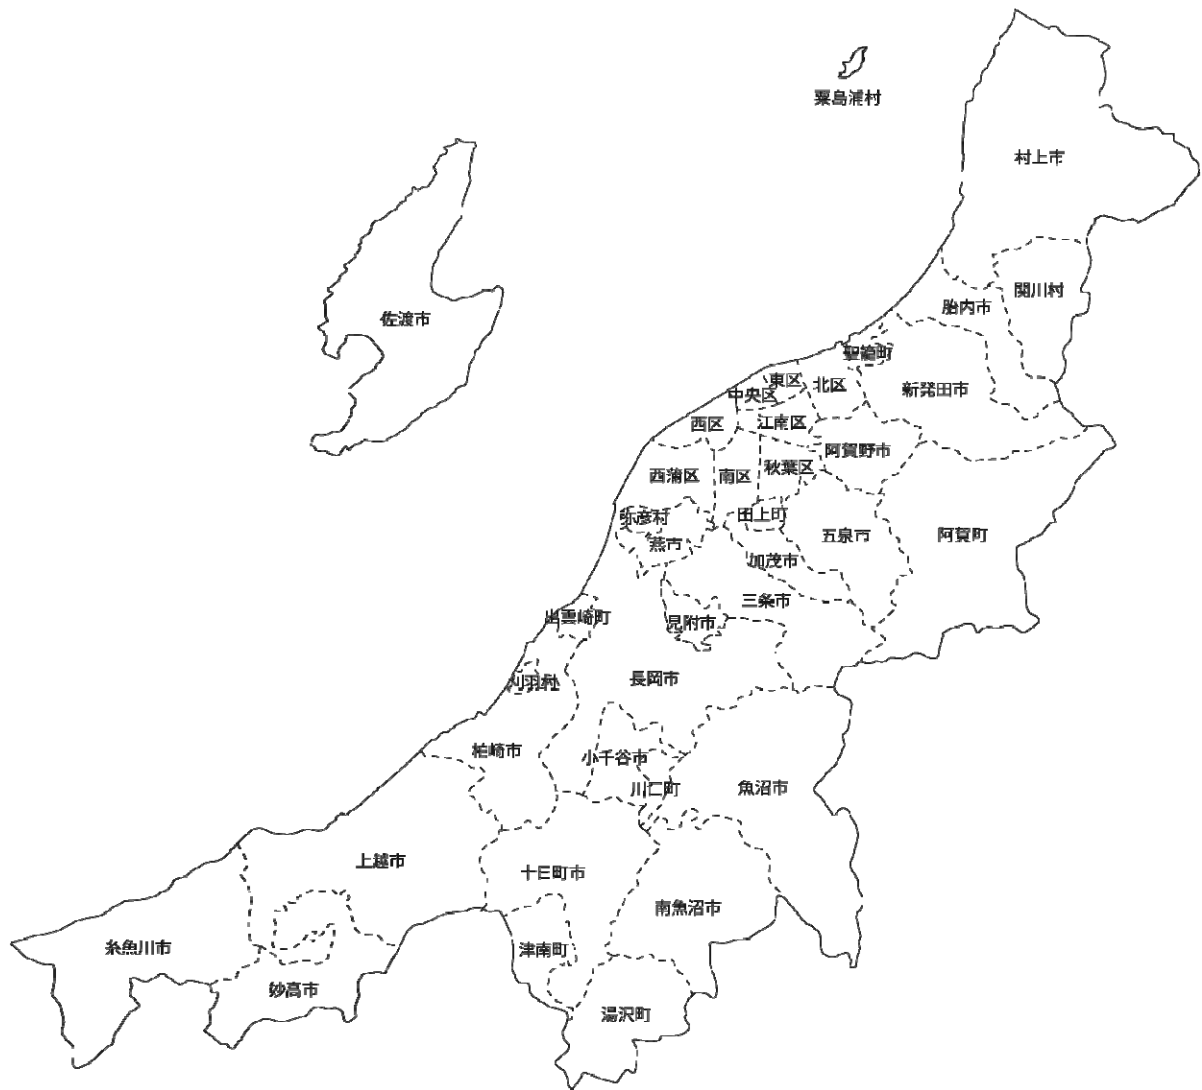 粟島浦村
村上市
関川村
胎内市
佐渡市
聖籠町
東区
北区
新発田市
中央区
西区
江南区
阿賀野市
西蒲区
南区
秋葉区
弥彦村
田上町
燕市
五泉市
阿賀町
加茂市
三条市
出雲崎町
見附市
刈羽村
長岡市
柏崎市
小千谷市
川口町
魚沼市
上越市
十日町市
南魚沼市
糸魚川市
津南町
妙高市
湯沢町